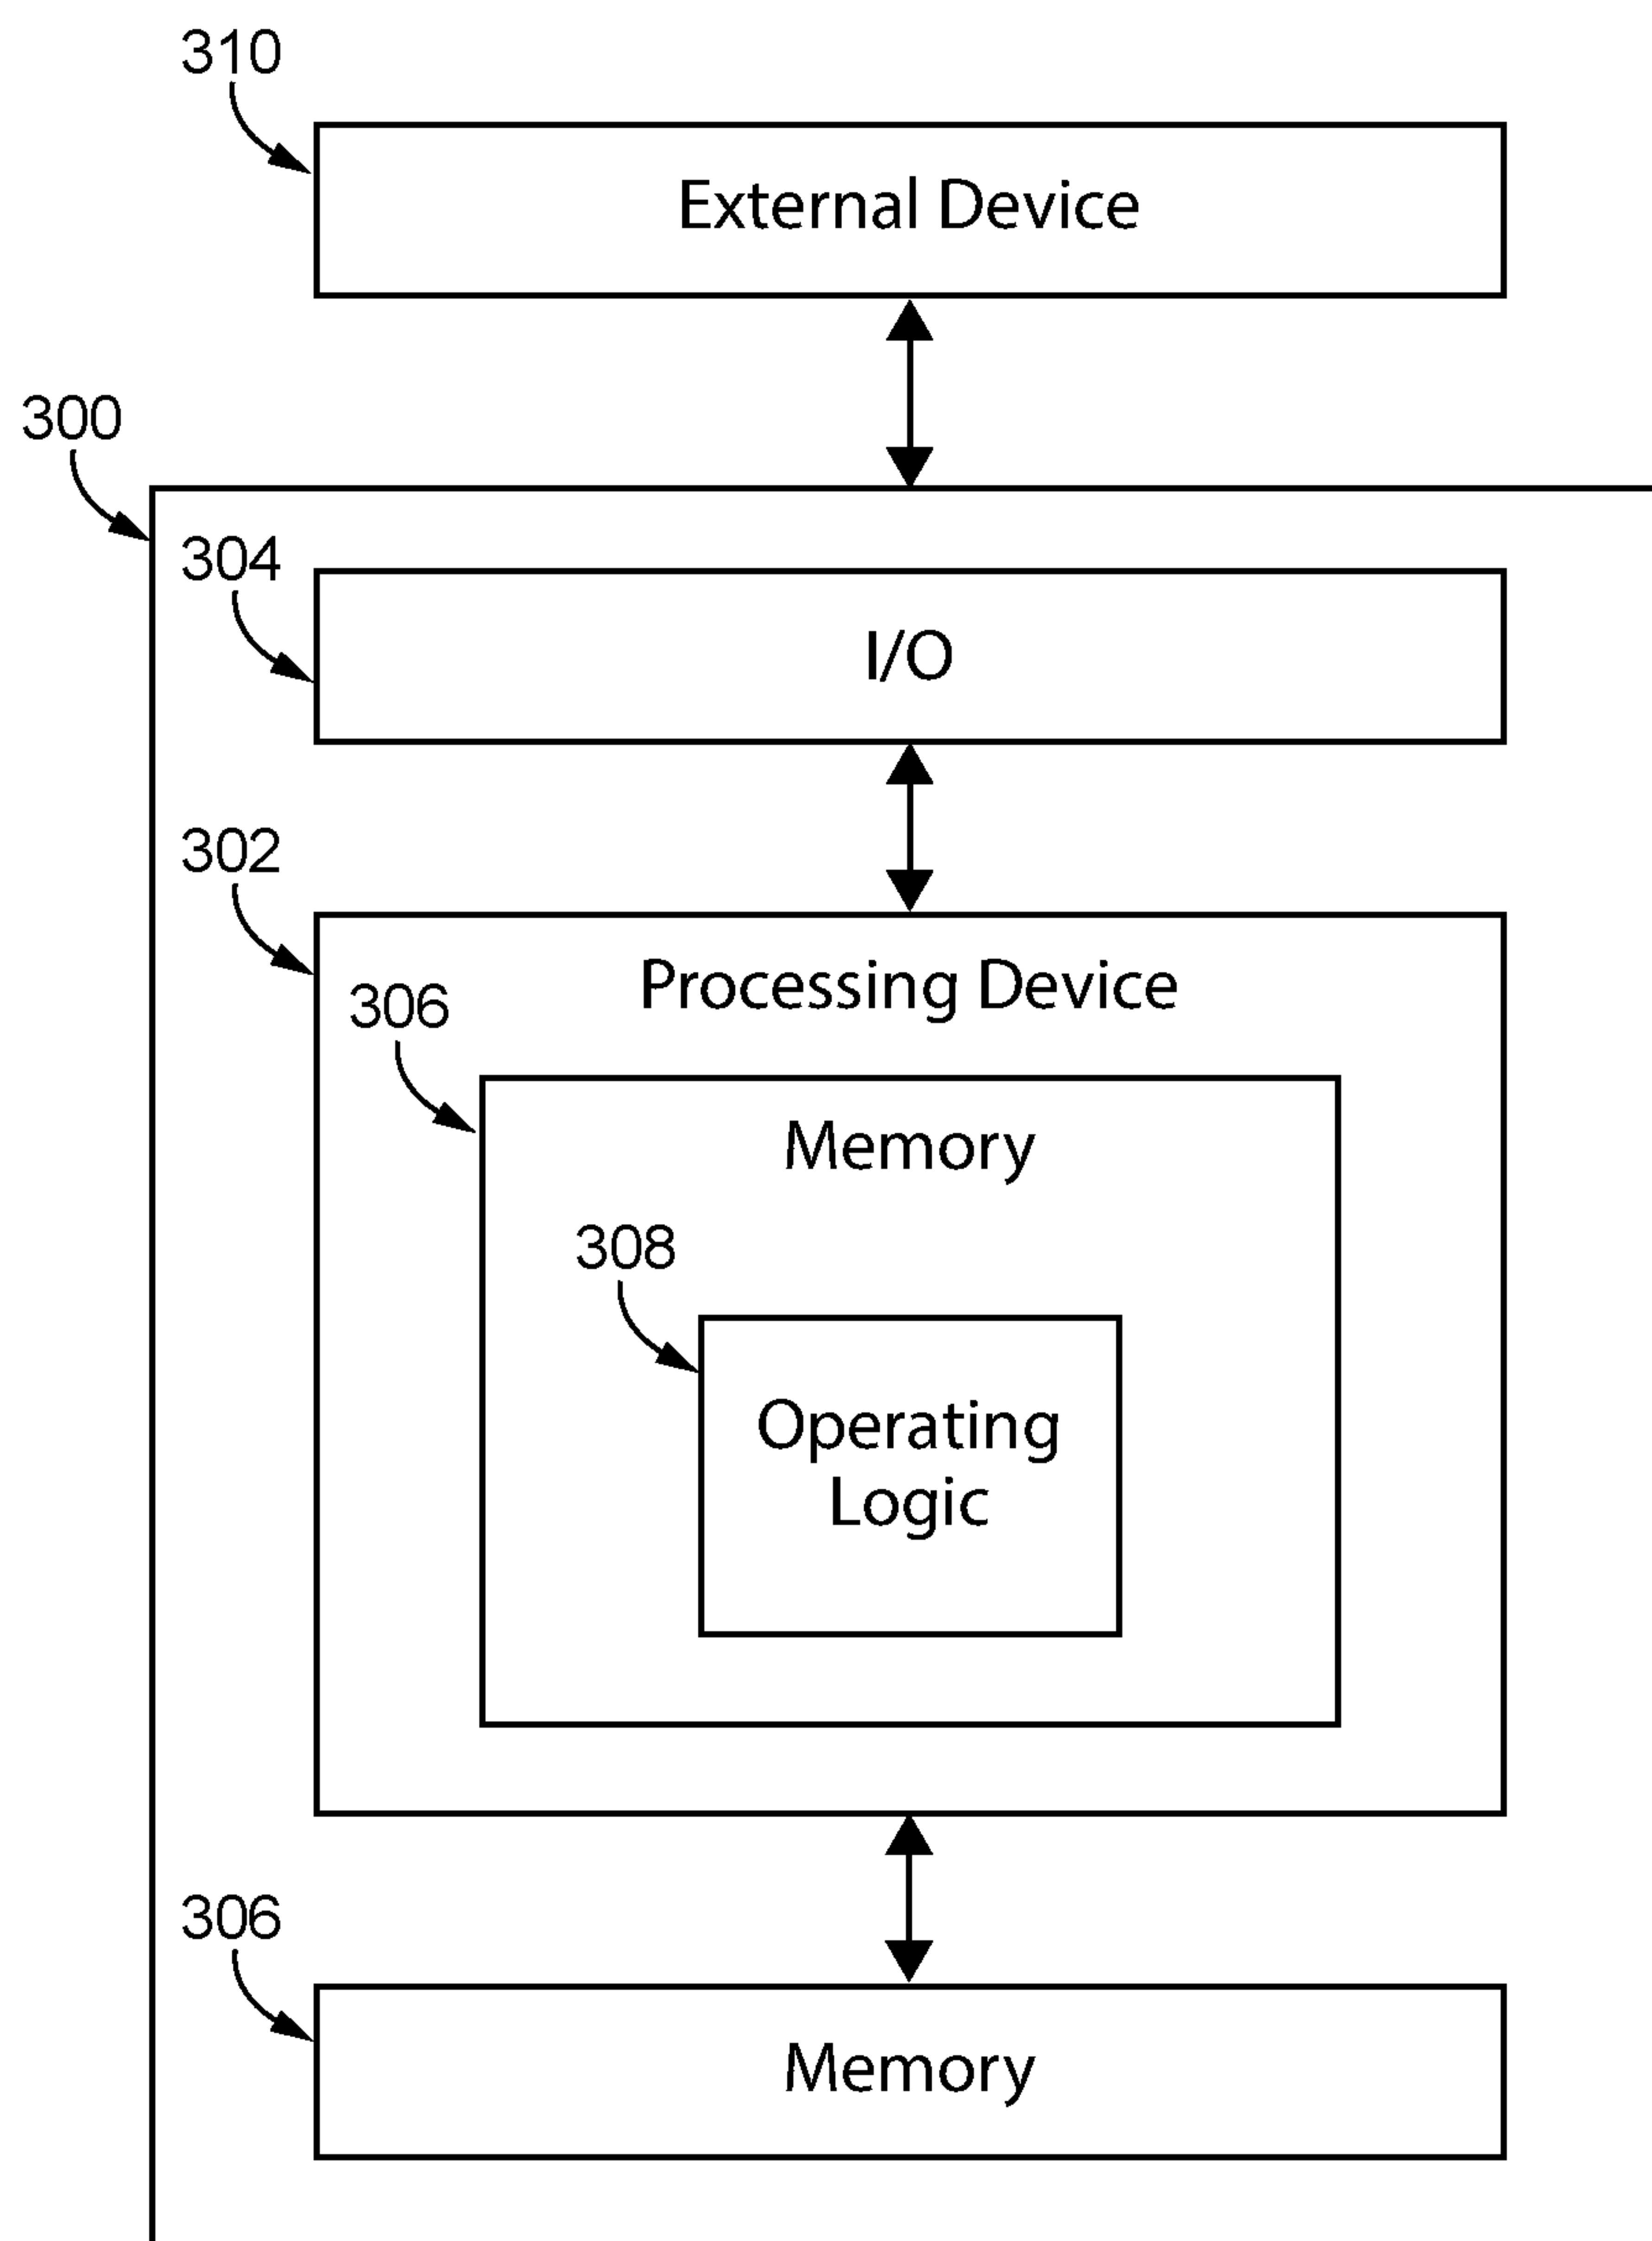 310
External Device
300
304
I/O
302
Processing Device
306
Memory
308
Operating
Logic
306
Memory